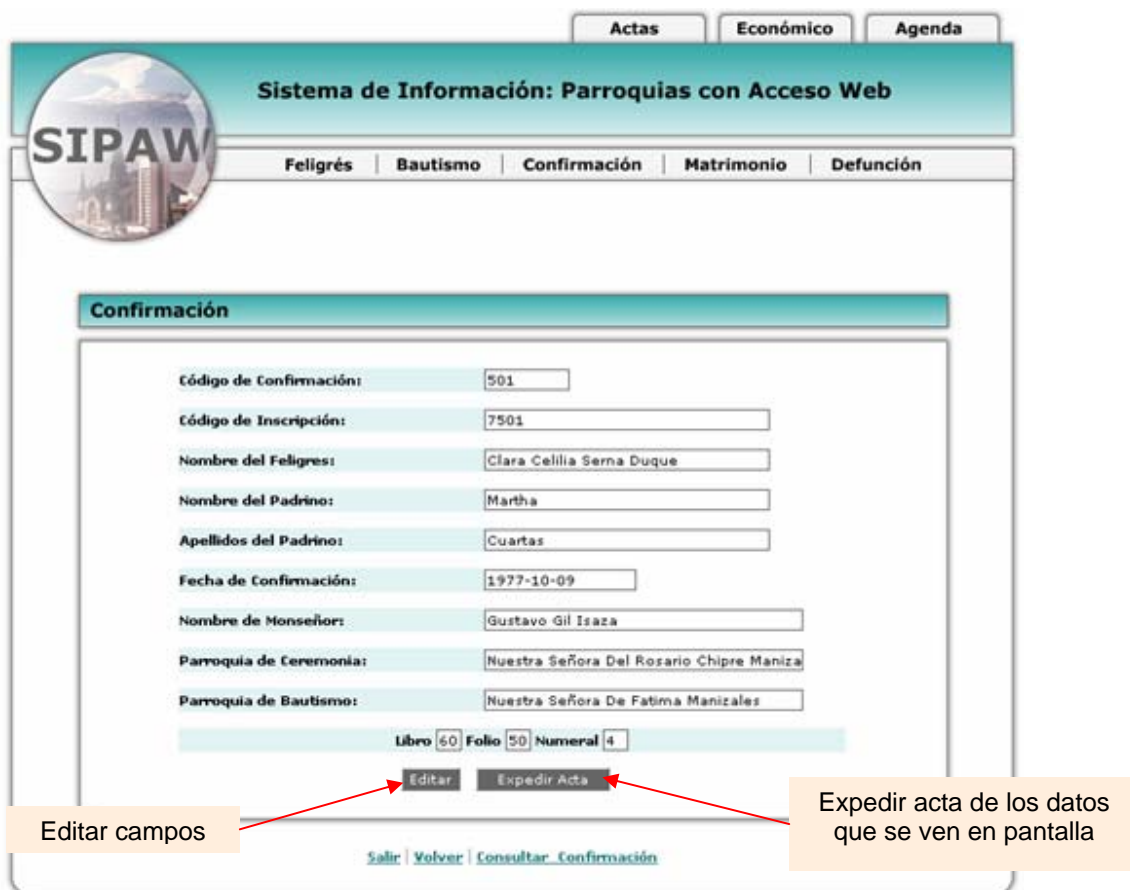 Actas Económico Agenda
Sistema de Información: Parroquias con Acceso Web
SIPAW
Feligrés | Bautismo | Confirmación | Matrimonio | Defunción
Confirmación
Código de Confirmación: 501
Código de Inscripción: 7501
Nombre del Feligres: Clara Celilia Serna Duque
Nombre del Padrino: Martha
Apellidos del Padrino: Cuartas
Fecha de Confirmación: 1977-10-09
Nombre de Monseñor: Gustavo Gil Isaza
Parroquia de Ceremonia: Nuestra Señora Del Rosario Chipre Maniza
Parroquia de Bautismo: Nuestra Señora De Fatima Manizales
Libro 60 Folio 50 Numeral 4
Editar Expedir Acta
Editar campos
Expedir acta de los datos
que se ven en pantalla
Salir | Volver | Consultar Confirmación